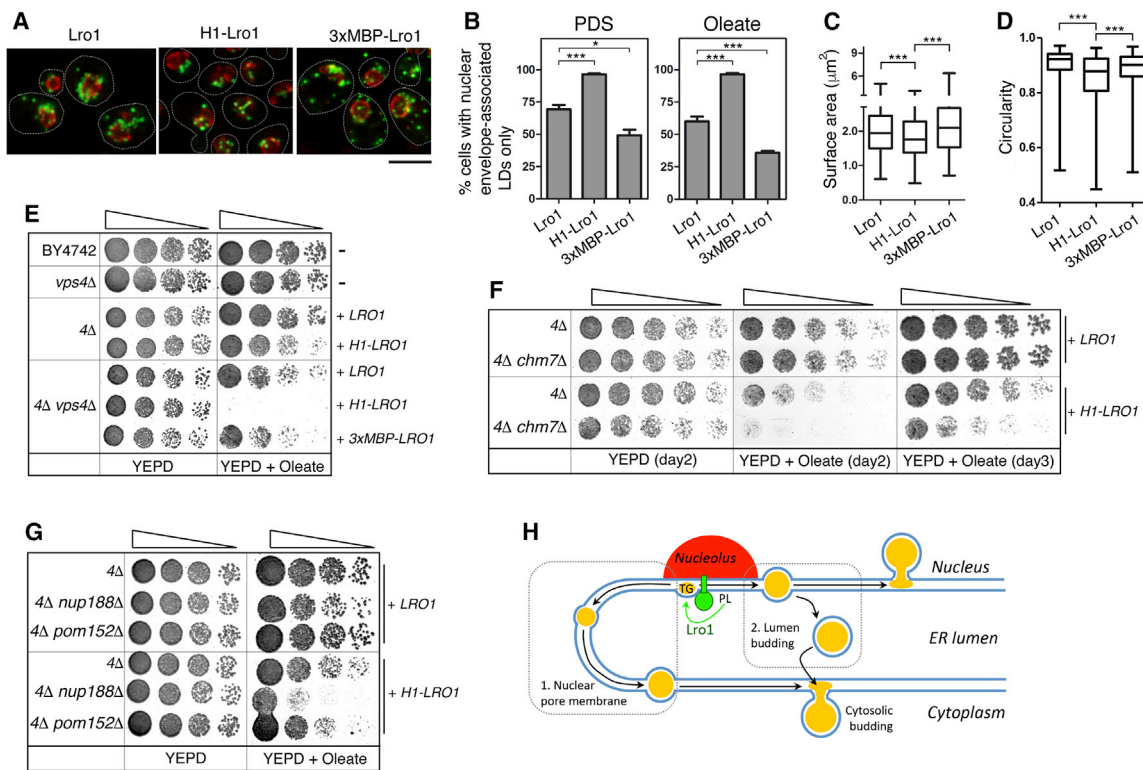 A
Lro1
H1-Lro1
3xMBP-Lro1
B
PDS
Oleate
% cells with nuclear
envelope-associated
LDs only
100
75
50
25
0
100
75
50
25
0
*
***
***
***
Lro1
H1-Lro1
3xMBP-Lro1
Lro1
H1-Lro1
3xMBP-Lro1
C
Surface area (µm2)
9
6
4.0
2.0
0.0
***
***
Lro1
H1-Lro1
3xMBP-Lro1
D
Circularity
1.0
0.8
0.6
0.4
***
***
Lro1
H1-Lro1
3xMBP-Lro1
E
BY4742
-
vps4Δ
-
4Δ
+ LRO1
+ H1-LRO1
4Δ vps4Δ
+ LRO1
+ H1-LRO1
+ 3xMBP-LRO1
YEPD
YEPD + Oleate
F
4Δ
4Δ chm7Δ
+ LRO1
4Δ
4Δ chm7Δ
+ H1-LRO1
YEPD (day2)
YEPD + Oleate (day2)
YEPD + Oleate (day3)
G
4Δ
4Δ nup188Δ
4Δ pom152Δ
+ LRO1
4Δ
4Δ nup188Δ
4Δ pom152Δ
+ H1-LRO1
YEPD
YEPD + Oleate
H
Nucleolus
Nucleus
TG
PL
Lro1
2. Lumen
budding
ER lumen
1. Nuclear
pore membrane
Cytosolic
budding
Cytoplasm